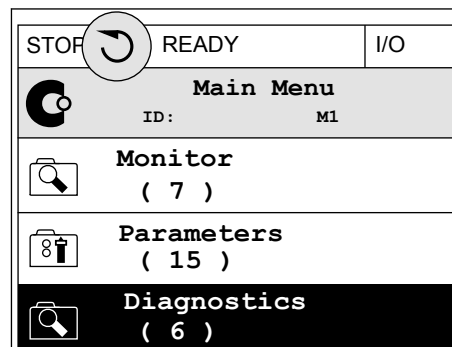 STOP READY I/O
Main Menu
ID: M1
Monitor
( 7 )
Parameters
( 15 )
Diagnostics
( 6 )